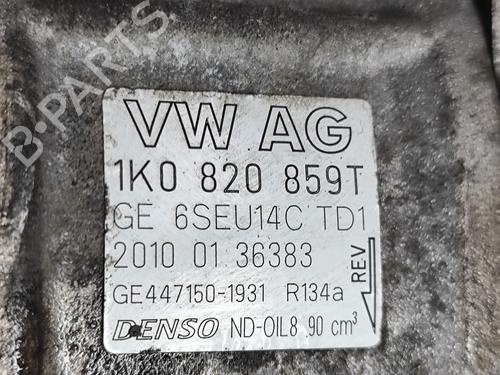 B-PARTS
VW AG
1K0 820 859T
GE 6SEU14C TD1
2010 01 36383
REV
GE447150-1931 R134a
DENSO ND-OIL8 90 cm³